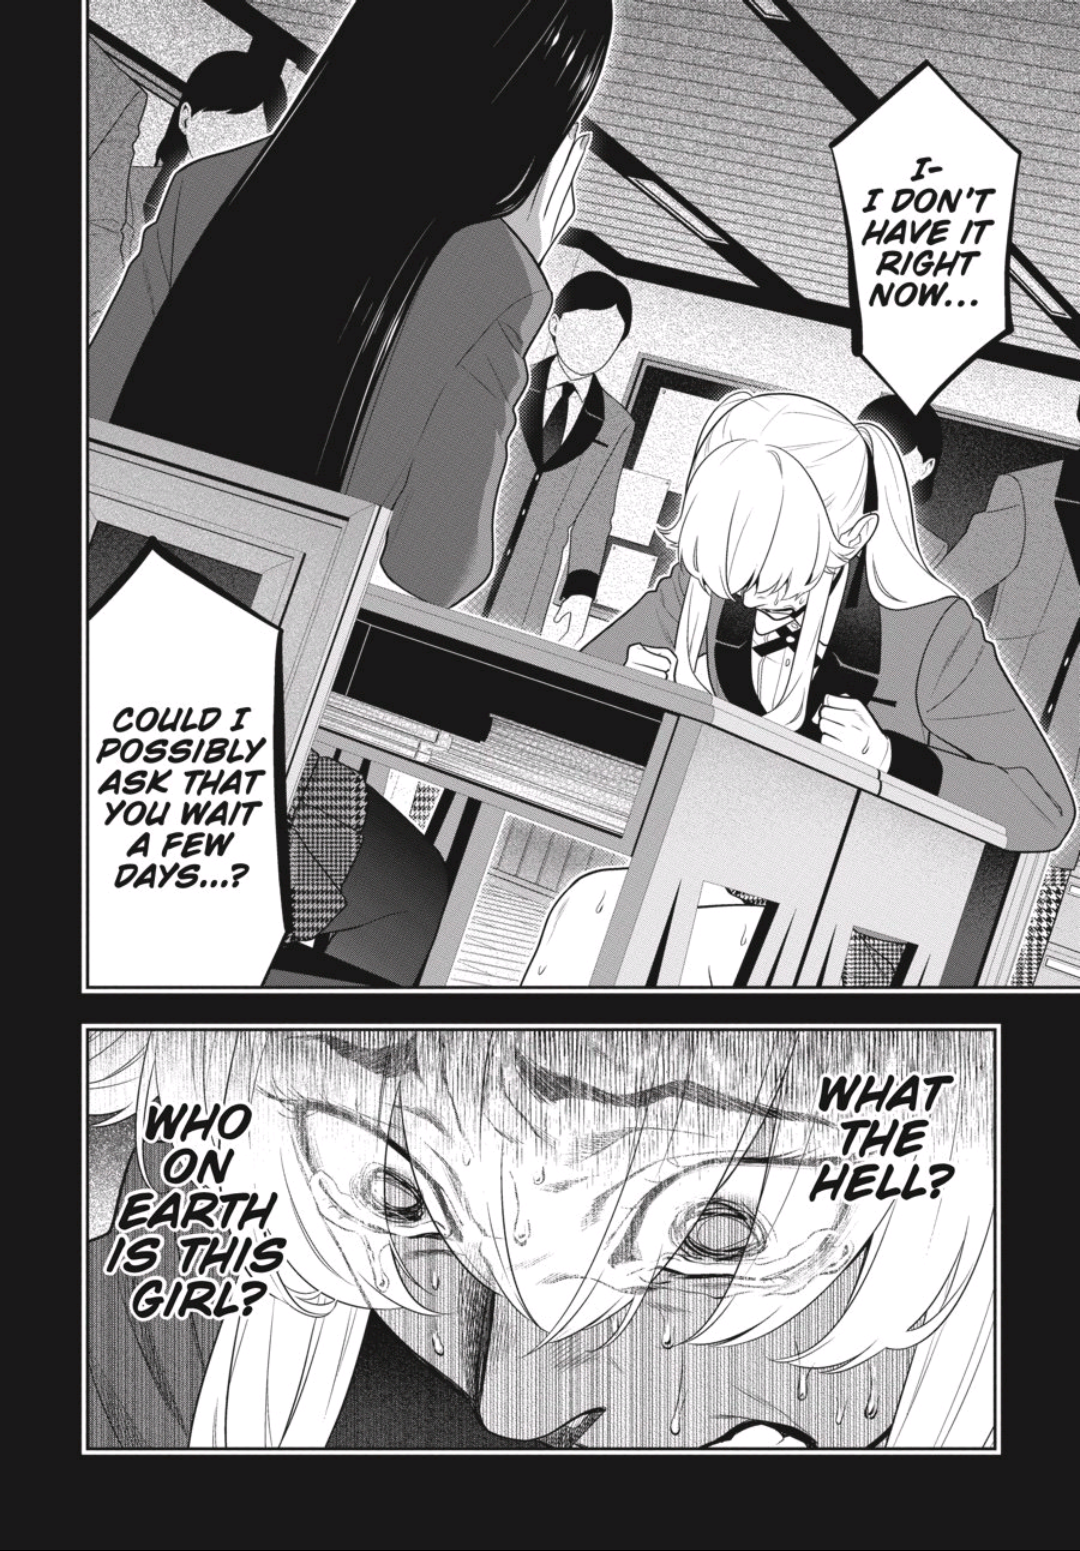 I-
I DON'T
HAVE IT
RIGHT
NOW...
COULD I
POSSIBLY
ASK THAT
YOU WAIT
A FEW
DAYS...?
WHAT
THE
HELL?
WHO
ON
EARTH
IS THIS
GIRL?